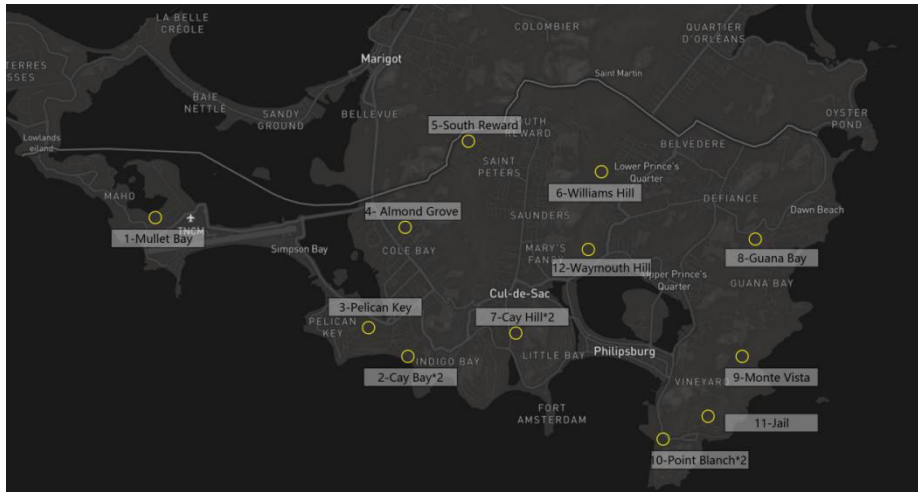 LA BELLE
CRÉOLE
COLOMBIER
QUARTIER
D'ORLÉANS
Marigot
TERRES
SSES
Saint Martin
BAIE
NETTLÉ
SANDY
GROUND
BELLEVUE
OYSTER
POND
5-South Reward
UTH
REWARD
Lowlands
eiland
BELVEDERE
SAINT
PETERS
Lower Prince's
Quarter
6-Williams Hill
MAHO
DEFIANCE
4- Almond Grove
SAUNDERS
Dawn Beach
1-Mullet Bay
TNCM
Simpson Bay
COLE BAY
MARY'S
FANCY
8-Guana Bay
12-Waymouth Hill
Upper Prince's
Quarter
GUANA BAY
Cul-de-Sac
3-Pelican Key
PELICAN
KEY
7-Cay Hill*2
INDIGO BAY
LITTLE BAY
Philipsburg
2-Cay Bay*2
VINEYARD
9-Monte Vista
FORT
AMSTERDAM
11-Jail
10-Point Blanch*2